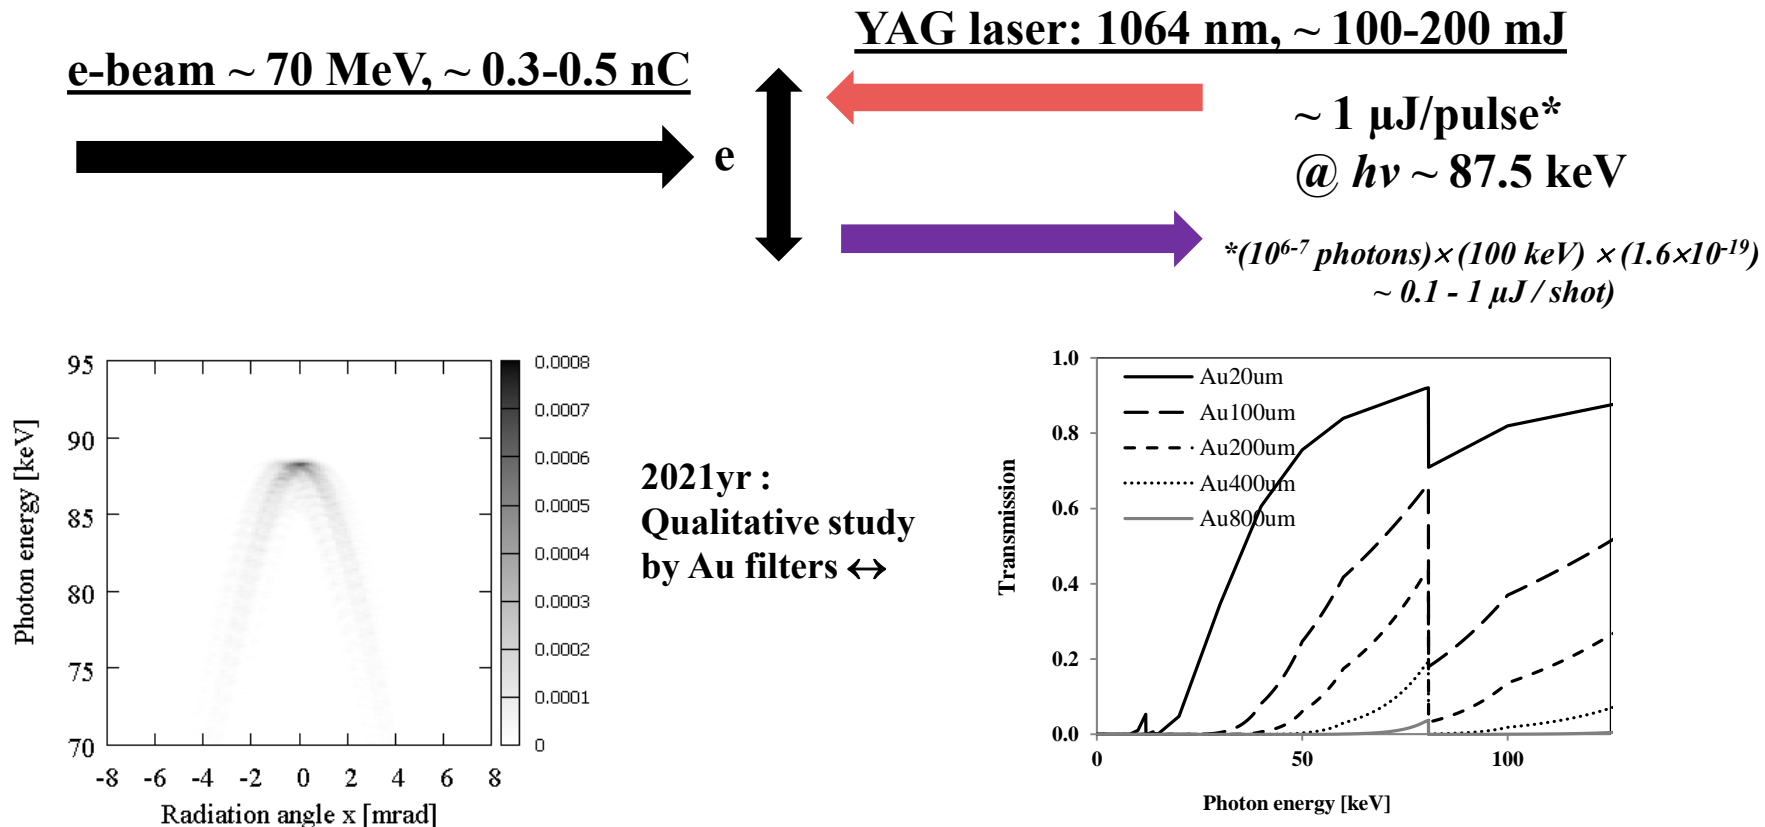 YAG laser: 1064 nm, ~ 100-200 mJ
e-beam ~ 70 MeV, ~ 0.3-0.5 nC
e
~ 1 μJ/pulse*
@ hν ~ 87.5 keV
*(10^6-7 photons)×(100 keV) ×(1.6×10^-19)
~ 0.1 - 1 μJ / shot)
95
90
85
80
75
70
Photon energy [keV]
-8 -6 -4 -2 0 2 4 6 8
Radiation angle x [mrad]
0.0008
0.0007
0.0006
0.0005
0.0004
0.0003
0.0002
0.0001
0
2021yr :
Qualitative study
by Au filters ↔
1.0
0.8
0.6
0.4
0.2
0.0
Transmission
Au20um
Au100um
Au200um
Au400um
Au800um
0 50 100
Photon energy [keV]